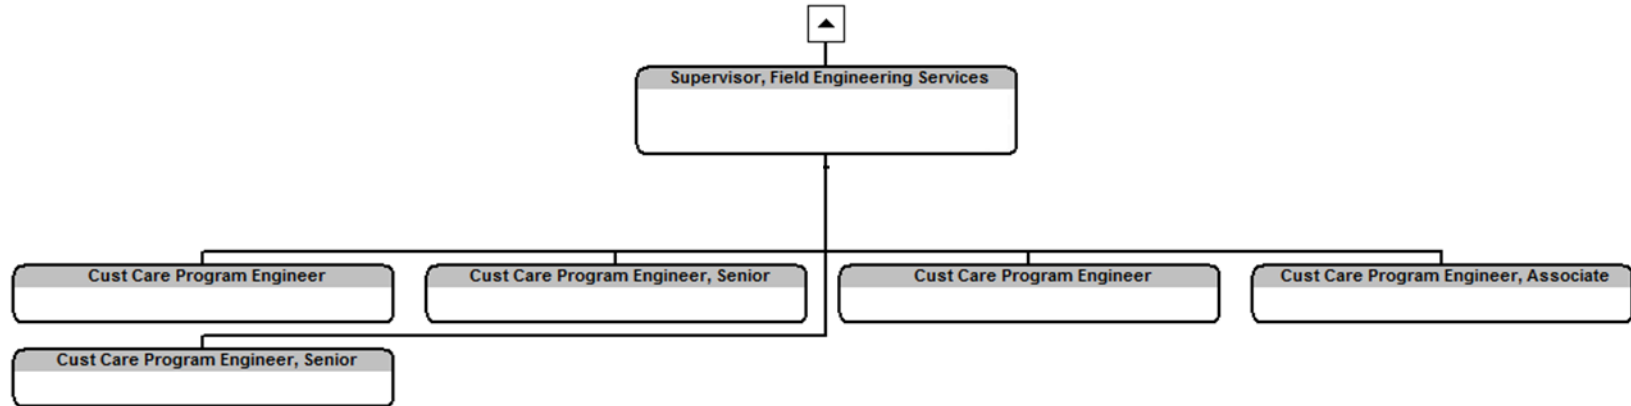 Supervisor, Field Engineering Services
Cust Care Program Engineer
Cust Care Program Engineer, Senior
Cust Care Program Engineer
Cust Care Program Engineer, Associate
Cust Care Program Engineer, Senior